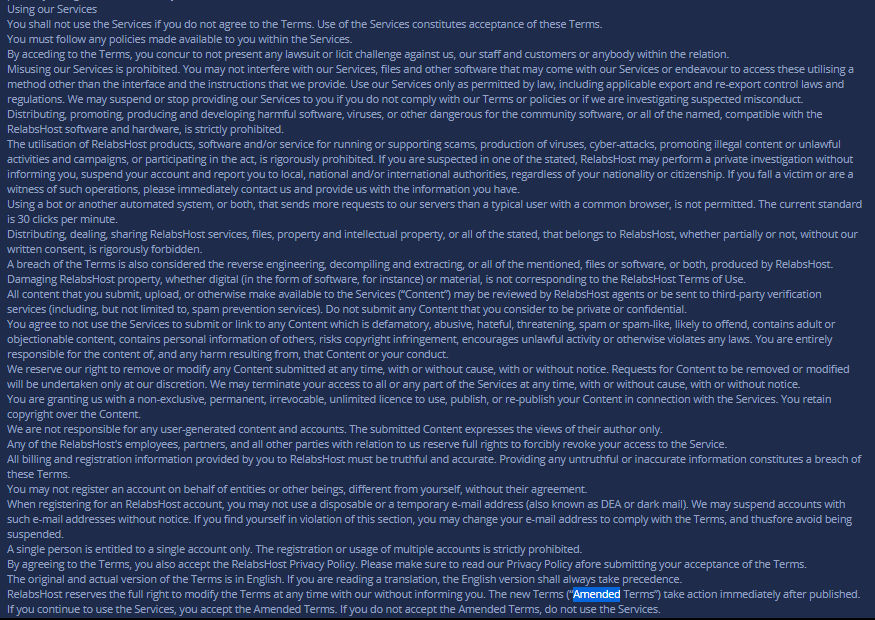 Using our Services
You shall not use the Services if you do not agree to the Terms. Use of the Services constitutes acceptance of these Terms.
You must follow any policies made available to you within the Services.
By acceding to the Terms, you concur to not present any lawsuit or licit challenge against us, our staff and customers or anybody within the relation.
Misusing our Services is prohibited. You may not interfere with our Services, files and other software that may come with our Services or endeavour to access these utilising a
method other than the interface and the instructions that we provide. Use our Services only as permitted by law, including applicable export and re-export control laws and
regulations. We may suspend or stop providing our Services to you if you do not comply with our Terms or policies or if we are investigating suspected misconduct.
Distributing, promoting, producing and developing harmful software, viruses, or other dangerous for the community software, or all of the named, compatible with the
RelabsHost software and hardware, is strictly prohibited.
The utilisation of RelabsHost products, software and/or service for running or supporting scams, production of viruses, cyber-attacks, promoting illegal content or unlawful
activities and campaigns, or participating in the act, is rigorously prohibited. If you are suspected in one of the stated, RelabsHost may perform a private investigation without
informing you, suspend your account and report you to local, national and/or international authorities, regardless of your nationality or citizenship. If you fall a victim or are a
witness of such operations, please immediately contact us and provide us with the information you have.
Using a bot or another automated system, or both, that sends more requests to our servers than a typical user with a common browser, is not permitted. The current standard
is 30 clicks per minute.
Distributing, dealing, sharing RelabsHost services, files, property and intellectual property, or all of the stated, that belongs to RelabsHost, whether partially or not, without our
written consent, is rigorously forbidden.
A breach of the Terms is also considered the reverse engineering, decompiling and extracting, or all of the mentioned, files or software, or both, produced by RelabsHost.
Damaging RelabsHost property, whether digital (in the form of software, for instance) or material, is not corresponding to the RelabsHost Terms of Use.
All content that you submit, upload, or otherwise make available to the Services ("Content") may be reviewed by RelabsHost agents or be sent to third-party verification
services (including, but not limited to, spam prevention services). Do not submit any Content that you consider to be private or confidential.
You agree to not use the Services to submit or link to any Content which is defamatory, abusive, hateful, threatening, spam or spam-like, likely to offend, contains adult or
objectionable content, contains personal information of others, risks copyright infringement, encourages unlawful activity or otherwise violates any laws. You are entirely
responsible for the content of, and any harm resulting from, that Content or your conduct.
We reserve our right to remove or modify any Content submitted at any time, with or without cause, with or without notice. Requests for Content to be removed or modified
will be undertaken only at our discretion. We may terminate your access to all or any part of the Services at any time, with or without cause, with or without notice.
You are granting us with a non-exclusive, permanent, irrevocable, unlimited licence to use, publish, or re-publish your Content in connection with the Services. You retain
copyright over the Content.
We are not responsible for any user-generated content and accounts. The submitted Content expresses the views of their author only.
Any of the RelabsHost's employees, partners, and all other parties with relation to us reserve full rights to forcibly revoke your access to the Service.
All billing and registration information provided by you to RelabsHost must be truthful and accurate. Providing any untruthful or inaccurate information constitutes a breach of
these Terms.
You may not register an account on behalf of entities or other beings, different from yourself, without their agreement.
When registering for an RelabsHost account, you may not use a disposable or a temporary e-mail address (also known as DEA or dark mail). We may suspend accounts with
such e-mail addresses without notice. If you find yourself in violation of this section, you may change your e-mail address to comply with the Terms, and thusfore avoid being
suspended.
A single person is entitled to a single account only. The registration or usage of multiple accounts is strictly prohibited.
By agreeing to the Terms, you also accept the RelabsHost Privacy Policy. Please make sure to read our Privacy Policy afore submitting your acceptance of the Terms.
The original and actual version of the Terms is in English. If you are reading a translation, the English version shall always take precedence.
RelabsHost reserves the full right to modify the Terms at any time with our without informing you. The new Terms ("Amended Terms") take action immediately after published.
If you continue to use the Services, you accept the Amended Terms. If you do not accept the Amended Terms, do not use the Services.